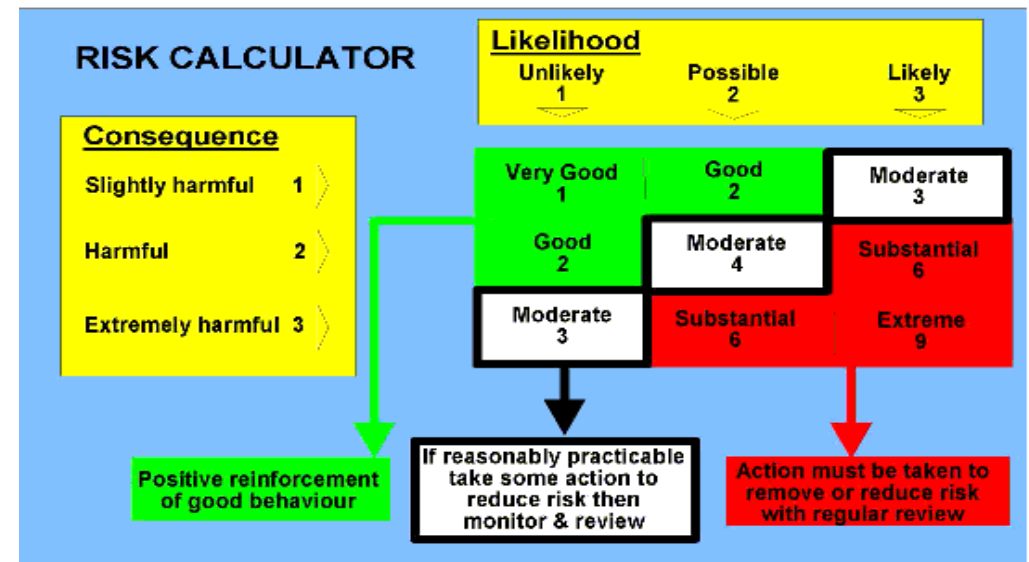 RISK CALCULATOR
Likelihood
Unlikely Possible Likely
1 2 3
Consequence
Slightly harmful 1
Harmful 2
Extremely harmful 3
Very Good Good Moderate
1 2 3
Good Moderate Substantial
2 4 6
Moderate Substantial Extreme
3 6 9
Positive reinforcement
of good behaviour
If reasonably practicable
take some action to
reduce risk then
monitor & review
Action must be taken to
remove or reduce risk
with regular review